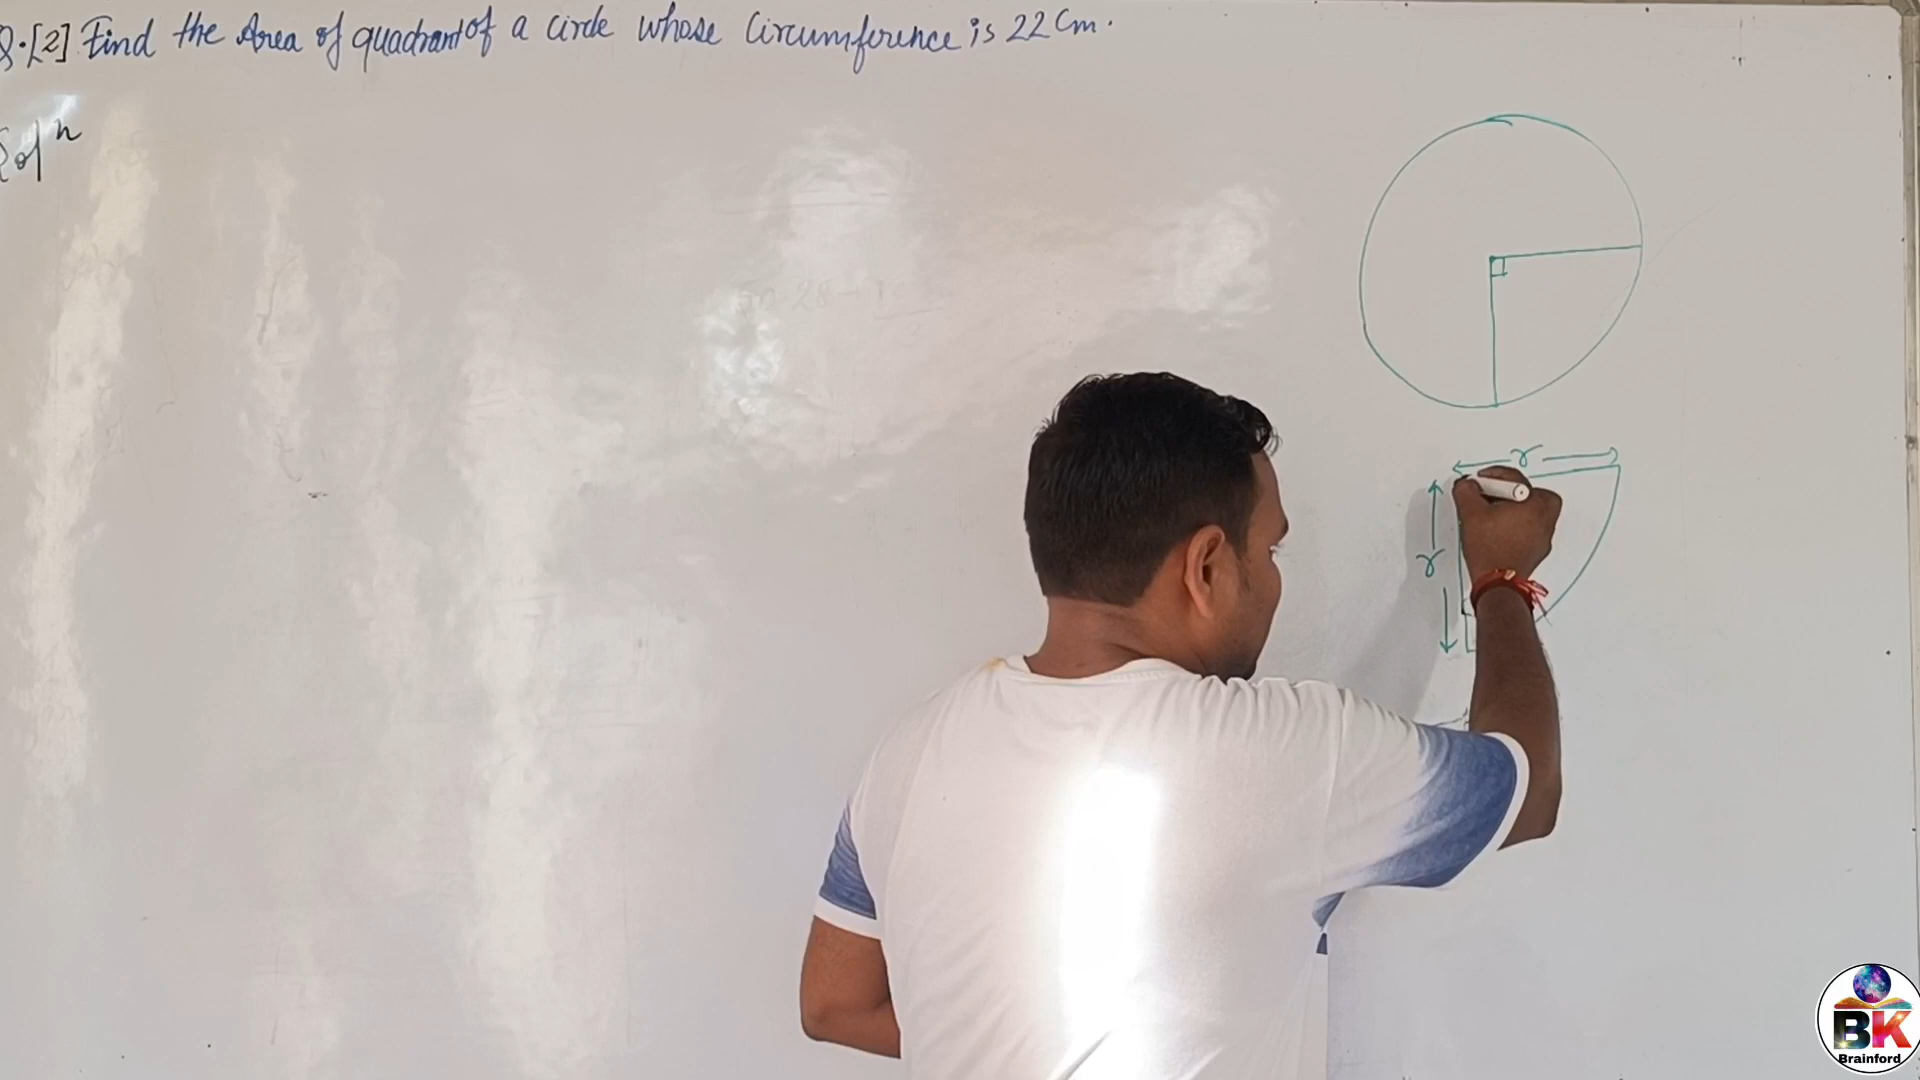 Q.[2] Find the Area of quadrant of a circle whose Circumference is 22 Cm.
Solⁿ
r
r
BK
Brainford